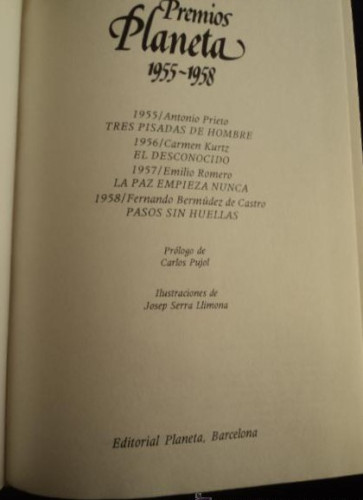 Premios
Planeta
1955-1958
1955/Antonio Prieto
TRES PISADAS DE HOMBRE
1956/Carmen Kurtz
EL DESCONOCIDO
1957/Emilio Romero
LA PAZ EMPIEZA NUNCA
1958/Fernando Bermúdez de Castro
PASOS SIN HUELLAS
Prólogo de
Carlos Pujol
Ilustraciones de
Josep Serra Llimona
Editorial Planeta, Barcelona